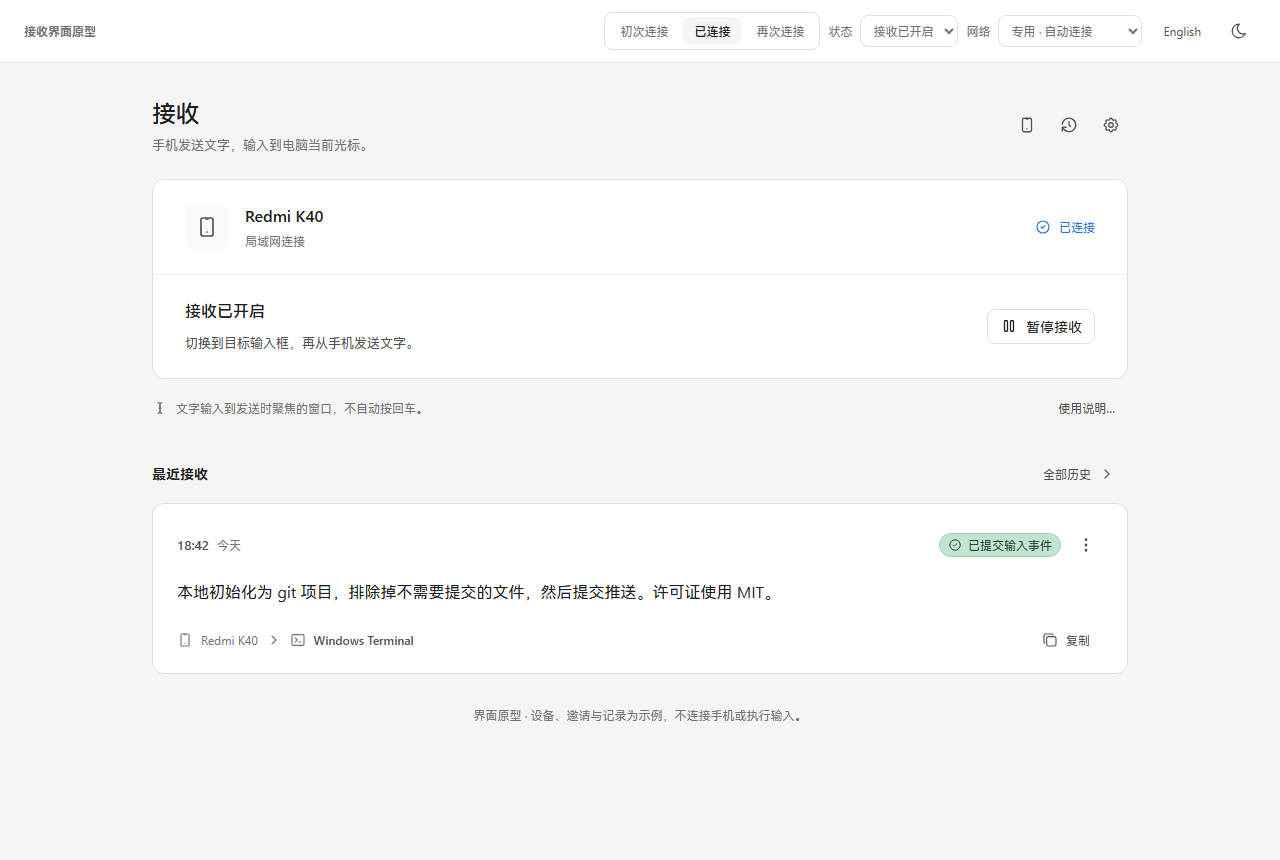 接收界面原型
初次连接 已连接 再次连接 状态 接收已开启 网络 专用 · 自动连接 English
接收
手机发送文字，输入到电脑当前光标。
Redmi K40
局域网连接
已连接
接收已开启
切换到目标输入框，再从手机发送文字。
暂停接收
文字输入到发送时聚焦的窗口，不自动按回车。
使用说明...
最近接收
全部历史
18:42 今天
已提交输入事件
本地初始化为 git 项目，排除掉不需要提交的文件，然后提交推送。许可证使用 MIT。
Redmi K40 Windows Terminal
复制
界面原型 · 设备、邀请与记录为示例，不连接手机或执行输入。